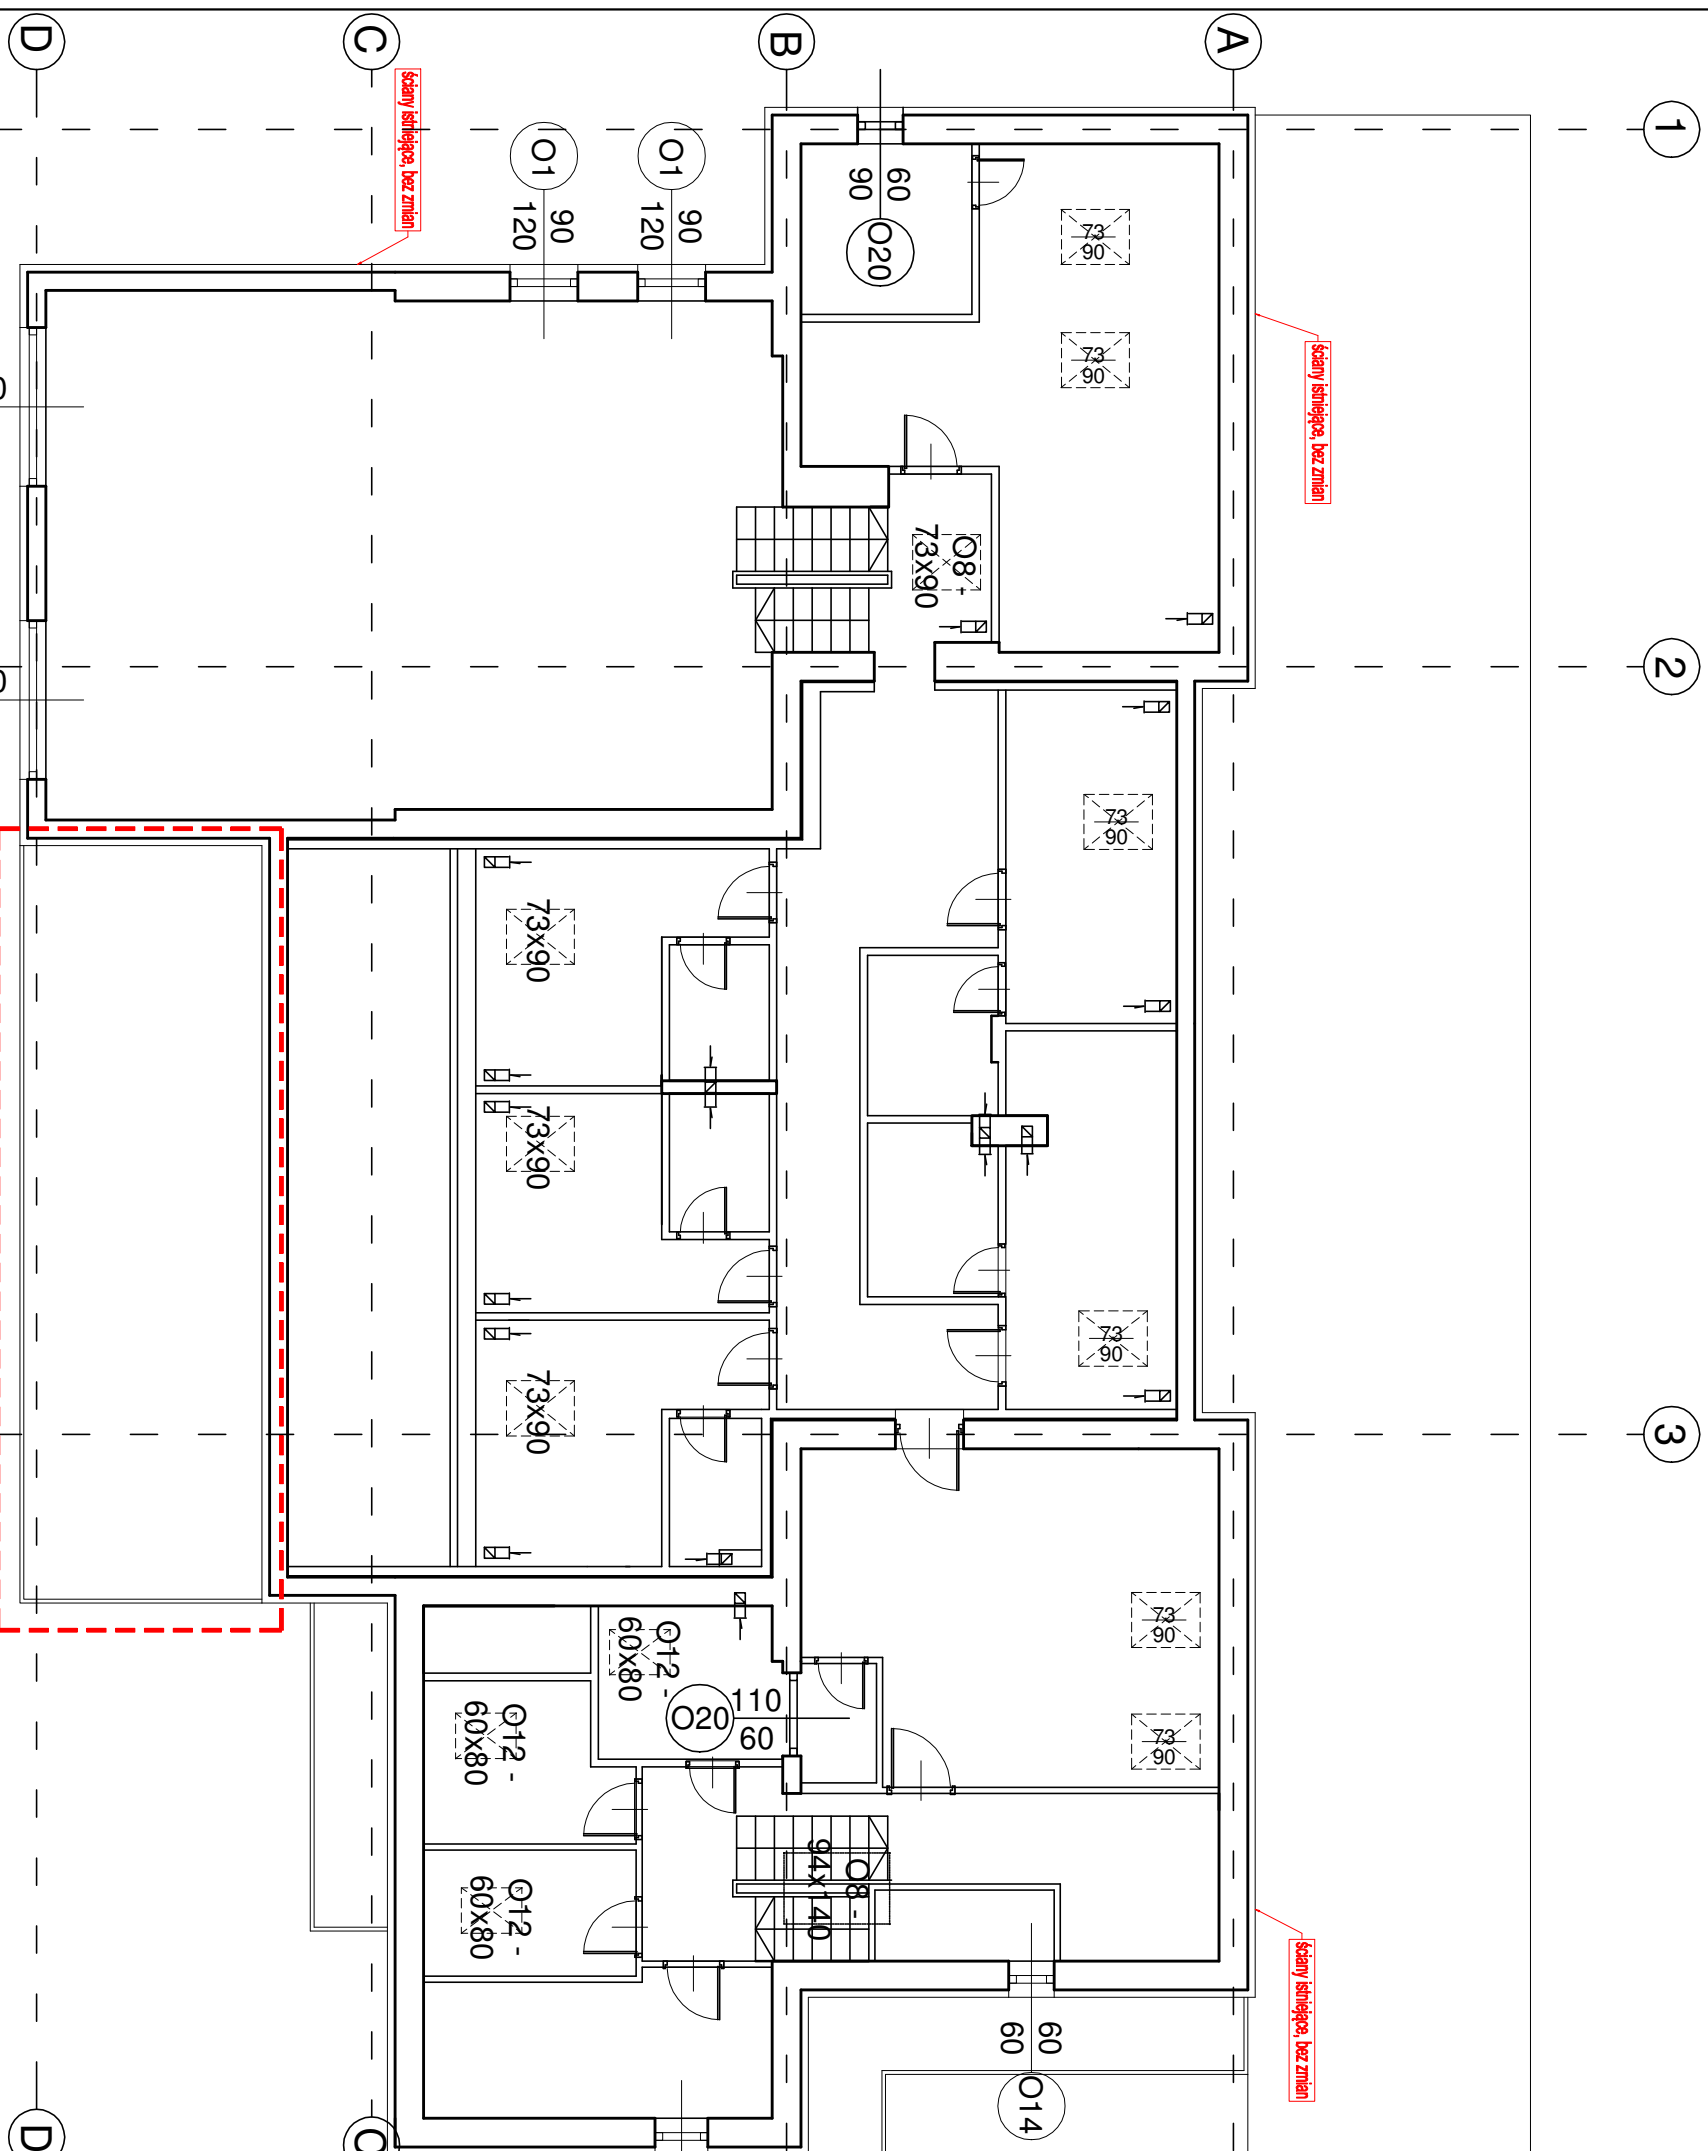 1
2
3
A
B
C
D
ściany istniejące, bez zmian
ściany istniejące, bez zmian
ściany istniejące, bez zmian
73
90
73
90
73
90
73
90
73
90
73
90
60
90
O20
90
120
O1
90
120
O1
O8 -
73x90
73x90
73x90
73x90
O12 -
60x80
O12 -
60x80
O12 -
60x80
110
60
O20
O8 -
94x140
60
60
O14
0
0
C
D